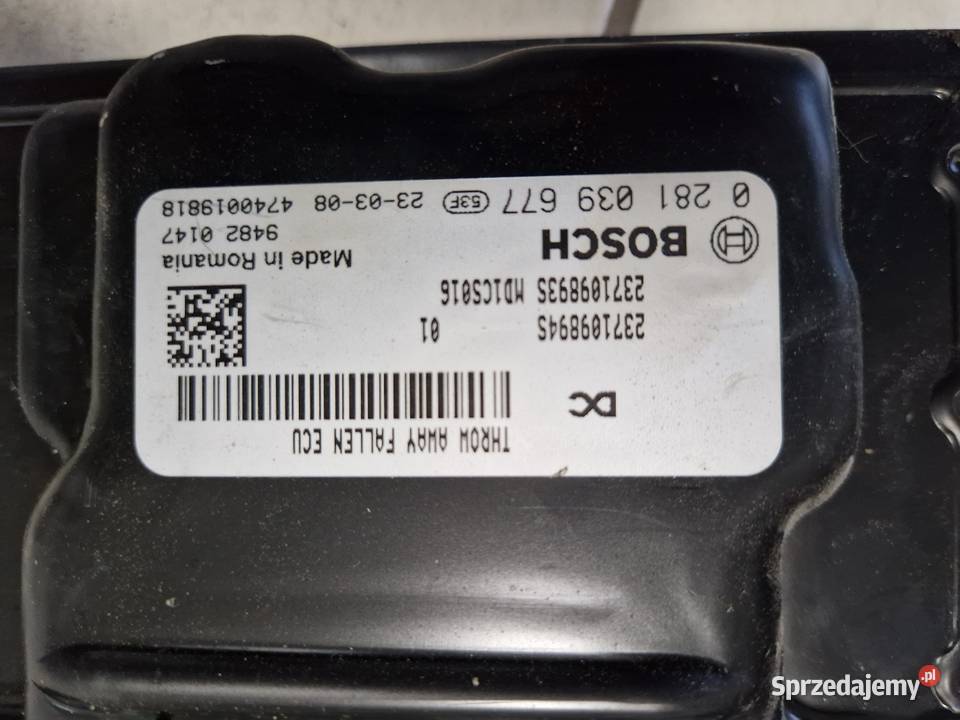 0 281 039 677 53F 23-03-08 4740019818
BOSCH 9482 0147
Made in Romania
237109893S MD1CS016
237109894S 01
DC
THROW AWAY FALLEN ECU
Sprzedajemy.pl